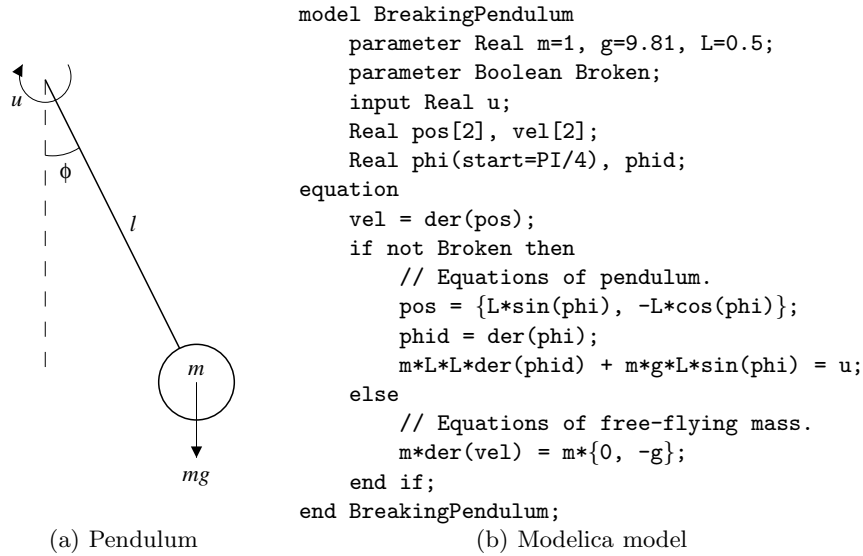 u
ϕ
l
m
mg
(a) Pendulum
model BreakingPendulum
    parameter Real m=1, g=9.81, L=0.5;
    parameter Boolean Broken;
    input Real u;
    Real pos[2], vel[2];
    Real phi(start=PI/4), phid;
equation
    vel = der(pos);
    if not Broken then
        // Equations of pendulum.
        pos = {L*sin(phi), -L*cos(phi)};
        phid = der(phi);
        m*L*L*der(phid) + m*g*L*sin(phi) = u;
    else
        // Equations of free-flying mass.
        m*der(vel) = m*{0, -g};
    end if;
end BreakingPendulum;
(b) Modelica model